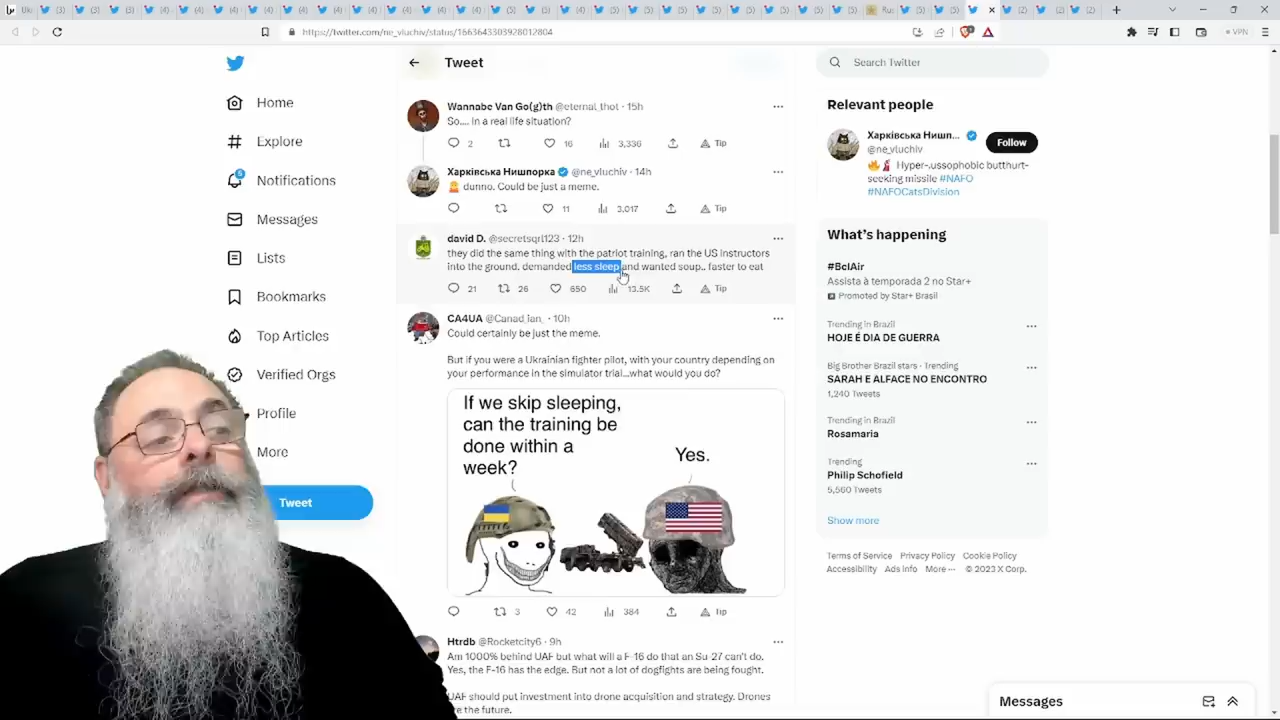 https://twitter.com/ne_vluchiv/status/1663643303928012804
VPN
Home
Explore
Notifications
Messages
Lists
Bookmarks
Top Articles
Verified Orgs
Profile
More
Tweet
Tweet
Wannabe Van Go(g)th @eternal_thot · 15h
So.... In a real life situation?
2 16 3,336 Tip
Харківська Нишпорка @ne_vluchiv · 14h
dunno. Could be just a meme.
11 3,017 Tip
david D. @secretsqrl123 · 12h
they did the same thing with the patriot training, ran the US instructors
into the ground. demanded less sleep and wanted soup.. faster to eat
21 26 650 13.5K Tip
CA4UA @Canad_ian_ · 10h
Could certainly be just the meme.
But if you were a Ukrainian fighter pilot, with your country depending on
your performance in the simulator trial...what would you do?
If we skip sleeping,
can the training be
done within a
week?
Yes.
3 42 384 Tip
Htrdb @Rocketcity6 · 9h
Am 1000% behind UAF but what will a F-16 do that an Su-27 can't do.
Yes, the F-16 has the edge. But not a lot of dogfights are being fought.
UAF should put investment into drone acquisition and strategy. Drones
are the future.
Search Twitter
Relevant people
Харківська Нишп...
@ne_vluchiv
Follow
Hyper-russophobic butthurt-
seeking missile #NAFO
#NAFOCatsDivision
What's happening
#BelAir
Assista à temporada 2 no Star+
Promoted by Star+ Brasil
Trending in Brazil
HOJE É DIA DE GUERRA
Big Brother Brazil stars · Trending
SARAH E ALFACE NO ENCONTRO
1,240 Tweets
Trending in Brazil
Rosamaria
Trending
Philip Schofield
5,560 Tweets
Show more
Terms of Service Privacy Policy Cookie Policy
Accessibility Ads info More ··· © 2023 X Corp.
Messages